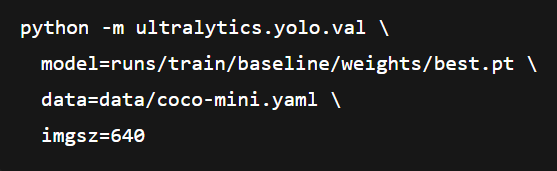 python -m ultralytics.yolo.val \
  model=runs/train/baseline/weights/best.pt \
  data=data/coco-mini.yaml \
  imgsz=640